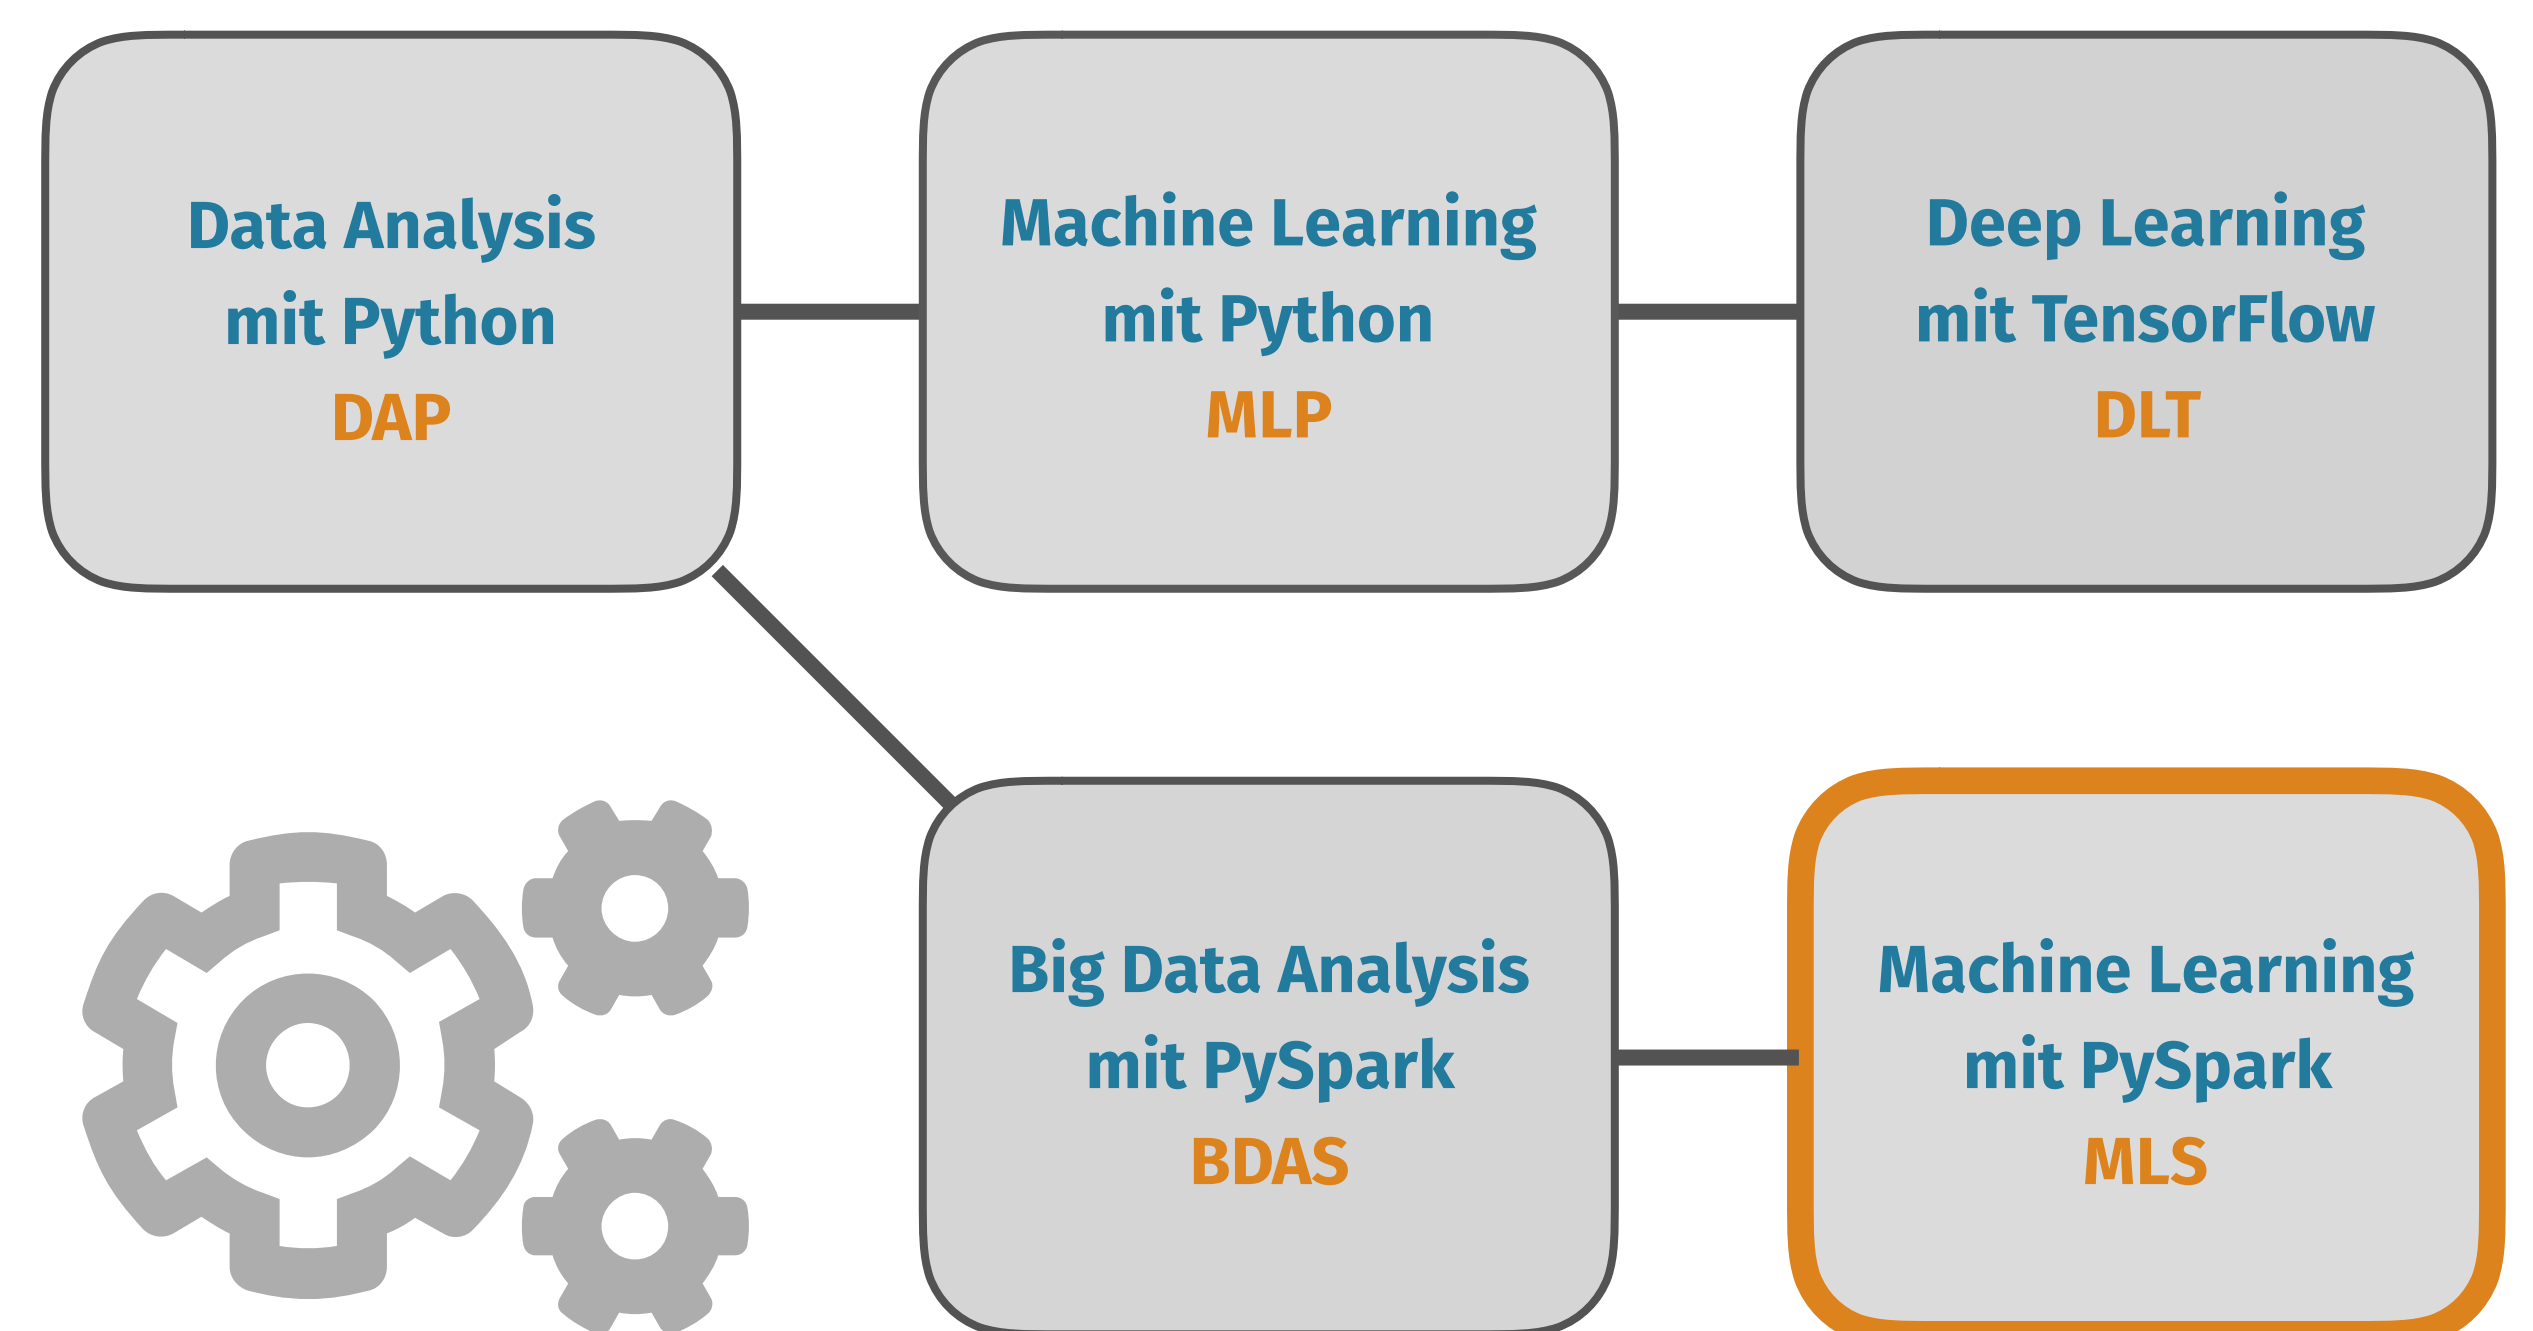 Data Analysis
mit Python
DAP
Machine Learning
mit Python
MLP
Deep Learning
mit TensorFlow
DLT
Big Data Analysis
mit PySpark
BDAS
Machine Learning
mit PySpark
MLS